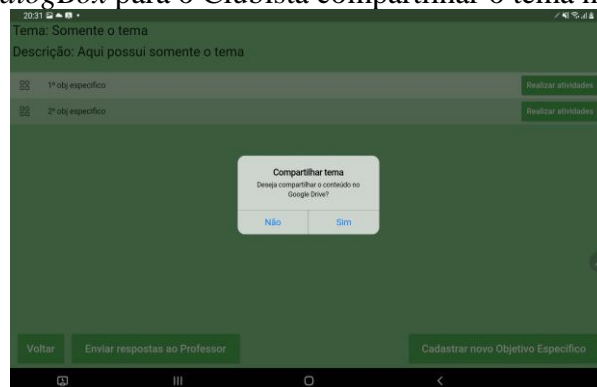 DialogBox para o Clubista compartilhar o tema n
20:31
Tema: Somente o tema
Descrição: Aqui possui somente o tema
1º obj especifico Realizar atividades
2º obj especifico Realizar atividades
Compartilhar tema
Deseja compartilhar o conteúdo no
Google Drive?
Não Sim
Voltar Enviar respostas ao Professor Cadastrar novo Objetivo Específico